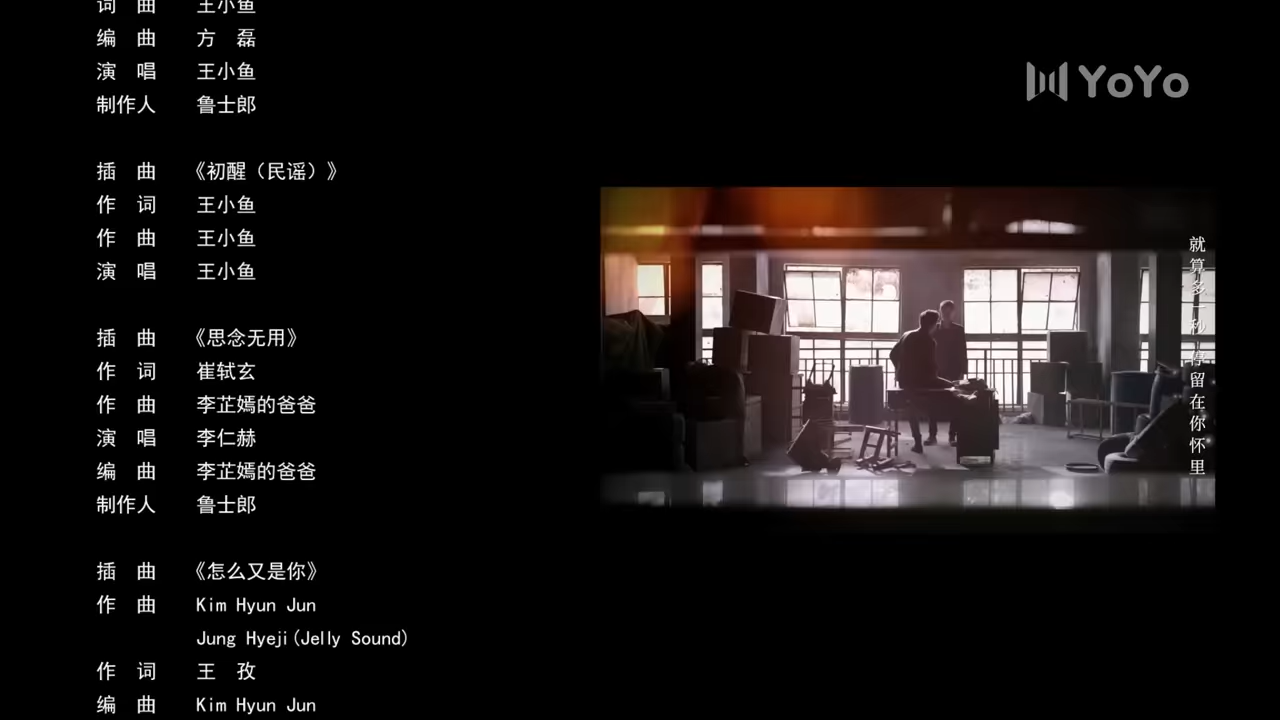 词 曲 王小鱼
编 曲 方 磊
演 唱 王小鱼
制作人 鲁士郎
插 曲 《初醒（民谣）》
作 词 王小鱼
作 曲 王小鱼
演 唱 王小鱼
插 曲 《思念无用》
作 词 崔轼玄
作 曲 李芷嫣的爸爸
演 唱 李仁赫
编 曲 李芷嫣的爸爸
制作人 鲁士郎
插 曲 《怎么又是你》
作 曲 Kim Hyun Jun
Jung Hyeji(Jelly Sound)
作 词 王 孜
编 曲 Kim Hyun Jun
YoYo
就算多一秒 停留在你怀里